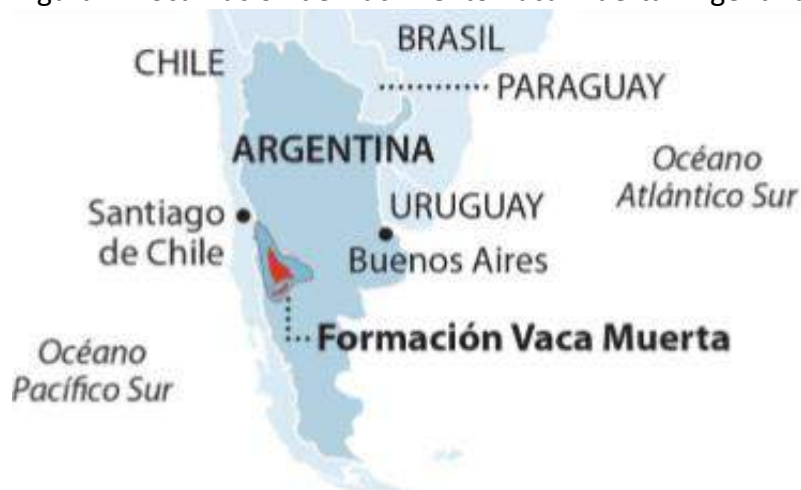 BRASIL
CHILE
PARAGUAY
ARGENTINA
Océano
Atlántico Sur
Santiago
de Chile
URUGUAY
Buenos Aires
Formación Vaca Muerta
Océano
Pacífico Sur